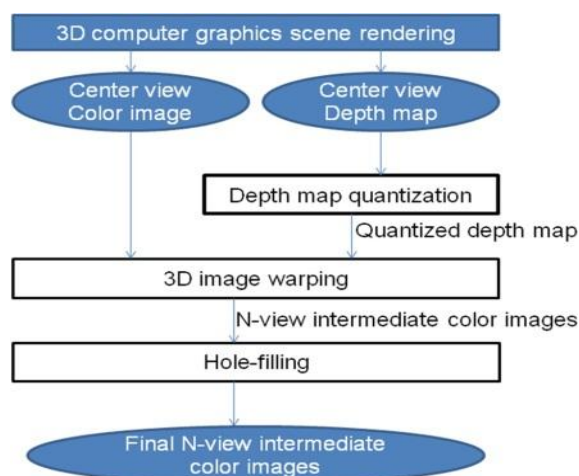 3D computer graphics scene rendering
Center view
Color image
Center view
Depth map
Depth map quantization
Quantized depth map
3D image warping
N-view intermediate color images
Hole-filling
Final N-view intermediate
color images